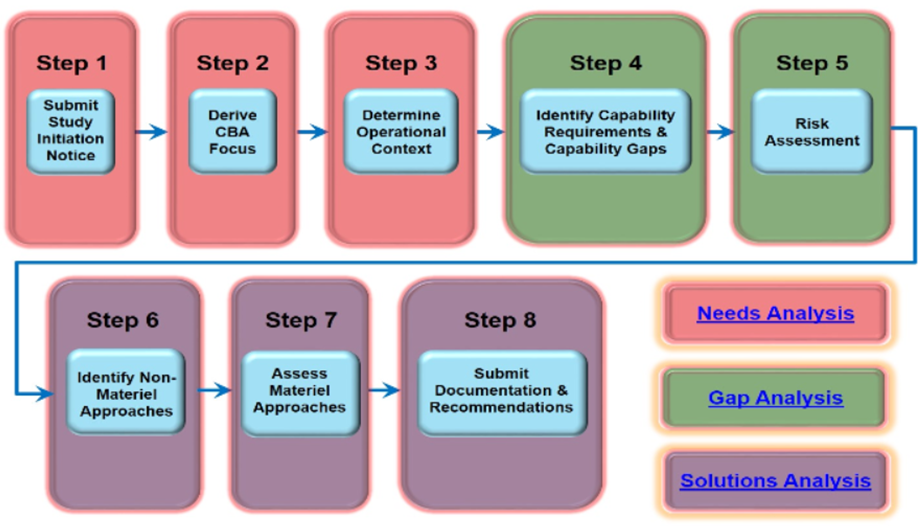 Step 1
Submit
Study
Initiation
Notice
Step 2
Derive
CBA
Focus
Step 3
Determine
Operational
Context
Step 4
Identify Capability
Requirements &
Capability Gaps
Step 5
Risk
Assessment
Step 6
Identify Non-
Materiel
Approaches
Step 7
Assess
Materiel
Approaches
Step 8
Submit
Documentation &
Recommendations
Needs Analysis
Gap Analysis
Solutions Analysis